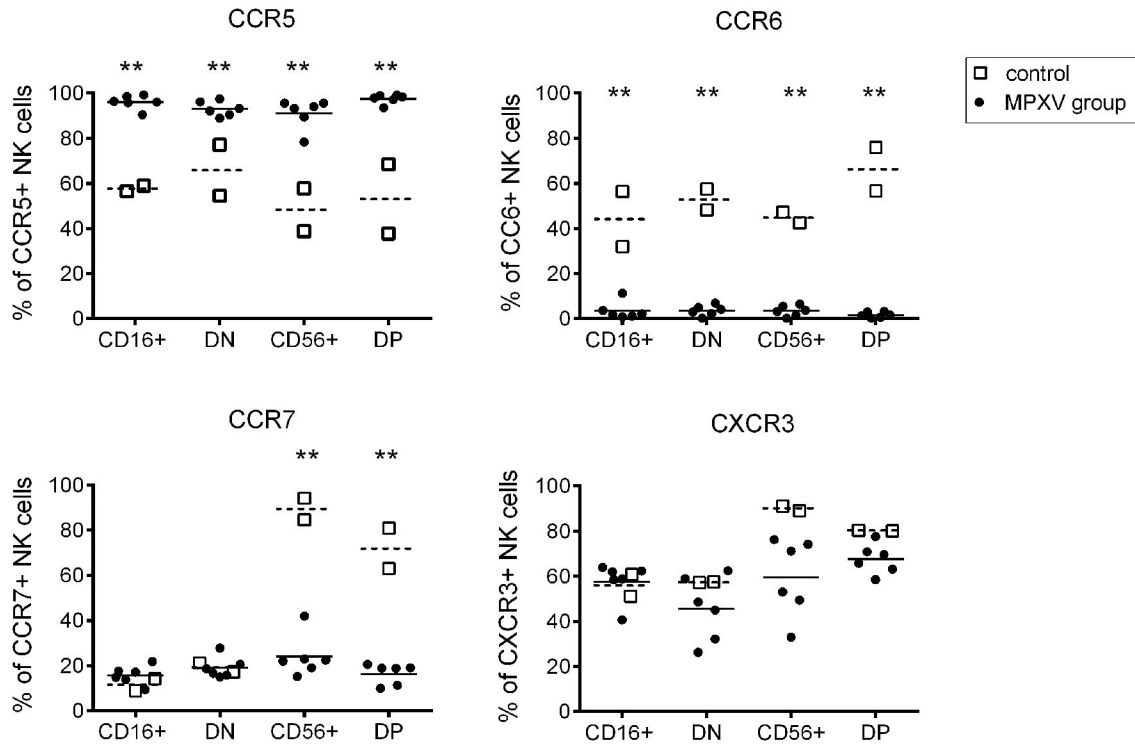 CCR5
** ** ** **
% of CCR5+ NK cells
100
80
60
40
20
0
CD16+ DN CD56+ DP
CCR6
** ** ** **
% of CC6+ NK cells
100
80
60
40
20
0
CD16+ DN CD56+ DP
control
MPXV group
CCR7
** **
% of CCR7+ NK cells
100
80
60
40
20
0
CD16+ DN CD56+ DP
CXCR3
% of CXCR3+ NK cells
100
80
60
40
20
0
CD16+ DN CD56+ DP